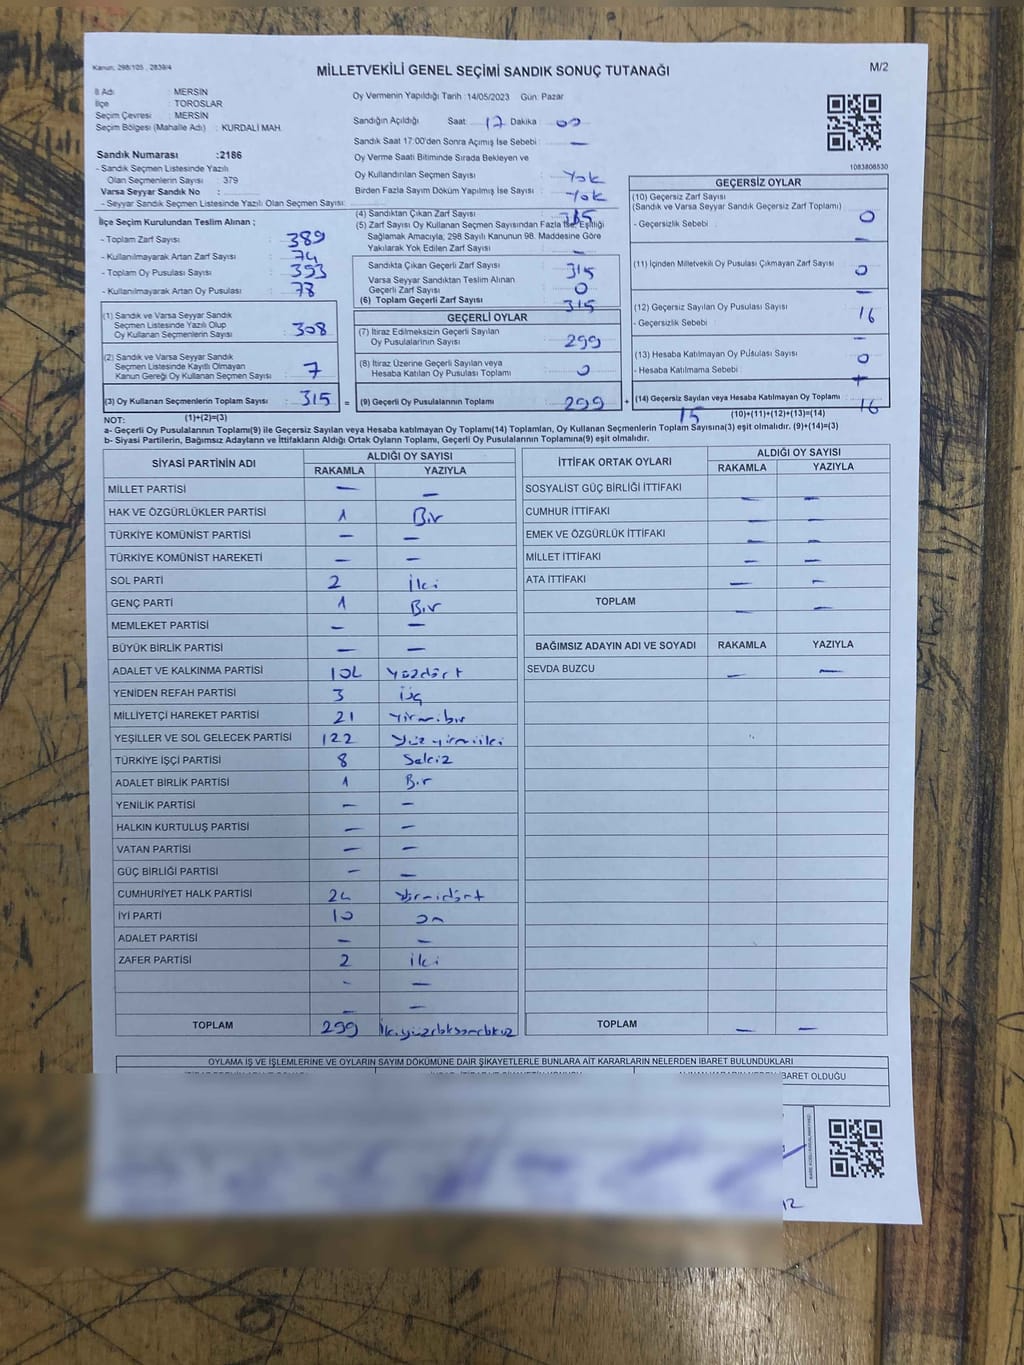 Kanun: 298/105 , 2839/4
MİLLETVEKİLİ GENEL SEÇİMİ SANDIK SONUÇ TUTANAĞI
M/2
İl Adı : MERSİN
İlçe : TOROSLAR
Seçim Çevresi : MERSİN
Seçim Bölgesi (Mahalle Adı) : KURDALİ MAH.
Sandık Numarası :2186
- Sandık Seçmen Listesinde Yazılı
Olan Seçmenlerin Sayısı : 379
Varsa Seyyar Sandık No :
- Seyyar Sandık Seçmen Listesinde Yazılı Olan Seçmen Sayısı:
Oy Vermenin Yapıldığı Tarih :14/05/2023 Gün: Pazar
Sandığın Açıldığı Saat 17 Dakika 00
Sandık Saat 17:00'den Sonra Açımış İse Sebebi : —
Oy Verme Saati Bitiminde Sırada Bekleyen ve
Oy Kullandırılan Seçmen Sayısı : Yok
Birden Fazla Sayım Döküm Yapılmış İse Sayısı : Yok
1083806530
İlçe Seçim Kurulundan Teslim Alınan ;
- Toplam Zarf Sayısı : 389
- Kullanılmayarak Artan Zarf Sayısı : 74
- Toplam Oy Pusulası Sayısı : 393
- Kullanılmayarak Artan Oy Pusulası : 78
(1) Sandık ve Varsa Seyyar Sandık
Seçmen Listesinde Yazılı Olup
Oy Kullanan Seçmenlerin Sayısı : 308
(2) Sandık ve Varsa Seyyar Sandık
Seçmen Listesinde Kayıtlı Olmayan
Kanun Gereği Oy Kullanan Seçmen Sayısı : 7
(3) Oy Kullanan Seçmenlerin Toplam Sayısı : 315 =
(4) Sandıktan Çıkan Zarf Sayısı : 315
(5) Zarf Sayısı Oy Kullanan Seçmen Sayısından Fazla İse, Eşitliği
Sağlamak Amacıyla, 298 Sayılı Kanunun 98. Maddesine Göre
Yakılarak Yok Edilen Zarf Sayısı : —
Sandıkta Çıkan Geçerli Zarf Sayısı : 315
Varsa Seyyar Sandıktan Teslim Alınan
Geçerli Zarf Sayısı : 0
(6) Toplam Geçerli Zarf Sayısı : 315
GEÇERLİ OYLAR
(7) İtiraz Edilmeksizin Geçerli Sayılan
Oy Pusulalarının Sayısı : 299
(8) İtiraz Üzerine Geçerli Sayılan veya
Hesaba Katılan Oy Pusulası Toplamı : 0
(9) Geçerli Oy Pusulalarının Toplamı : 299 +
GEÇERSİZ OYLAR
(10) Geçersiz Zarf Sayısı
(Sandık ve Varsa Seyyar Sandık Geçersiz Zarf Toplamı) : 0
- Geçersizlik Sebebi : —
(11) İçinden Milletvekili Oy Pusulası Çıkmayan Zarf Sayısı : 0
—
(12) Geçersiz Sayılan Oy Pusulası Sayısı : 16
- Geçersizlik Sebebi : —
(13) Hesaba Katılmayan Oy Pusulası Sayısı : 0
- Hesaba Katılmama Sebebi :
(14) Geçersiz Sayılan veya Hesaba Katılmayan Oy Toplamı : 16
15
NOT: (1)+(2)=(3) (10)+(11)+(12)+(13)=(14)
a- Geçerli Oy Pusulalarının Toplamı(9) ile Geçersiz Sayılan veya Hesaba katılmayan Oy Toplamı(14) Toplamları, Oy Kullanan Seçmenlerin Toplam Sayısına(3) eşit olmalıdır. (9)+(14)=(3)
b- Siyasi Partilerin, Bağımsız Adayların ve İttifakların Aldığı Ortak Oyların Toplamı, Geçerli Oy Pusulalarının Toplamına(9) eşit olmalıdır.
SİYASİ PARTİNİN ADI ALDIĞI OY SAYISI
RAKAMLA YAZIYLA
MİLLET PARTİSİ — —
HAK VE ÖZGÜRLÜKLER PARTİSİ 1 Bir
TÜRKİYE KOMÜNİST PARTİSİ — —
TÜRKİYE KOMÜNİST HAREKETİ — —
SOL PARTİ 2 İki
GENÇ PARTİ 1 Bir
MEMLEKET PARTİSİ — —
BÜYÜK BİRLİK PARTİSİ — —
ADALET VE KALKINMA PARTİSİ 104 Yüzdört
YENİDEN REFAH PARTİSİ 3 üç
MİLLİYETÇİ HAREKET PARTİSİ 21 Yirmibir
YEŞİLLER VE SOL GELECEK PARTİSİ 122 Yüzyirmiiki
TÜRKİYE İŞÇİ PARTİSİ 8 Sekiz
ADALET BİRLİK PARTİSİ 1 Bir
YENİLİK PARTİSİ — —
HALKIN KURTULUŞ PARTİSİ — —
VATAN PARTİSİ — —
GÜÇ BİRLİĞİ PARTİSİ — —
CUMHURİYET HALK PARTİSİ 24 Yirmidört
İYİ PARTİ 10 on
ADALET PARTİSİ — —
ZAFER PARTİSİ 2 iki
- —
— —
TOPLAM 299
İTTİFAK ORTAK OYLARI ALDIĞI OY SAYISI
RAKAMLA YAZIYLA
SOSYALİST GÜÇ BİRLİĞİ İTTİFAKI — —
CUMHUR İTTİFAKI — —
EMEK VE ÖZGÜRLÜK İTTİFAKI — —
MİLLET İTTİFAKI — —
ATA İTTİFAKI — —
TOPLAM — —
BAĞIMSIZ ADAYIN ADI VE SOYADI RAKAMLA YAZIYLA
SEVDA BUZCU — —
TOPLAM — —
OYLAMA İŞ VE İŞLEMLERİNE VE OYLARIN SAYIM DÖKÜMÜNE DAİR ŞİKAYETLERLE BUNLARA AİT KARARLARIN NELERDEN İBARET BULUNDUKLARI
İBARET OLDUĞU